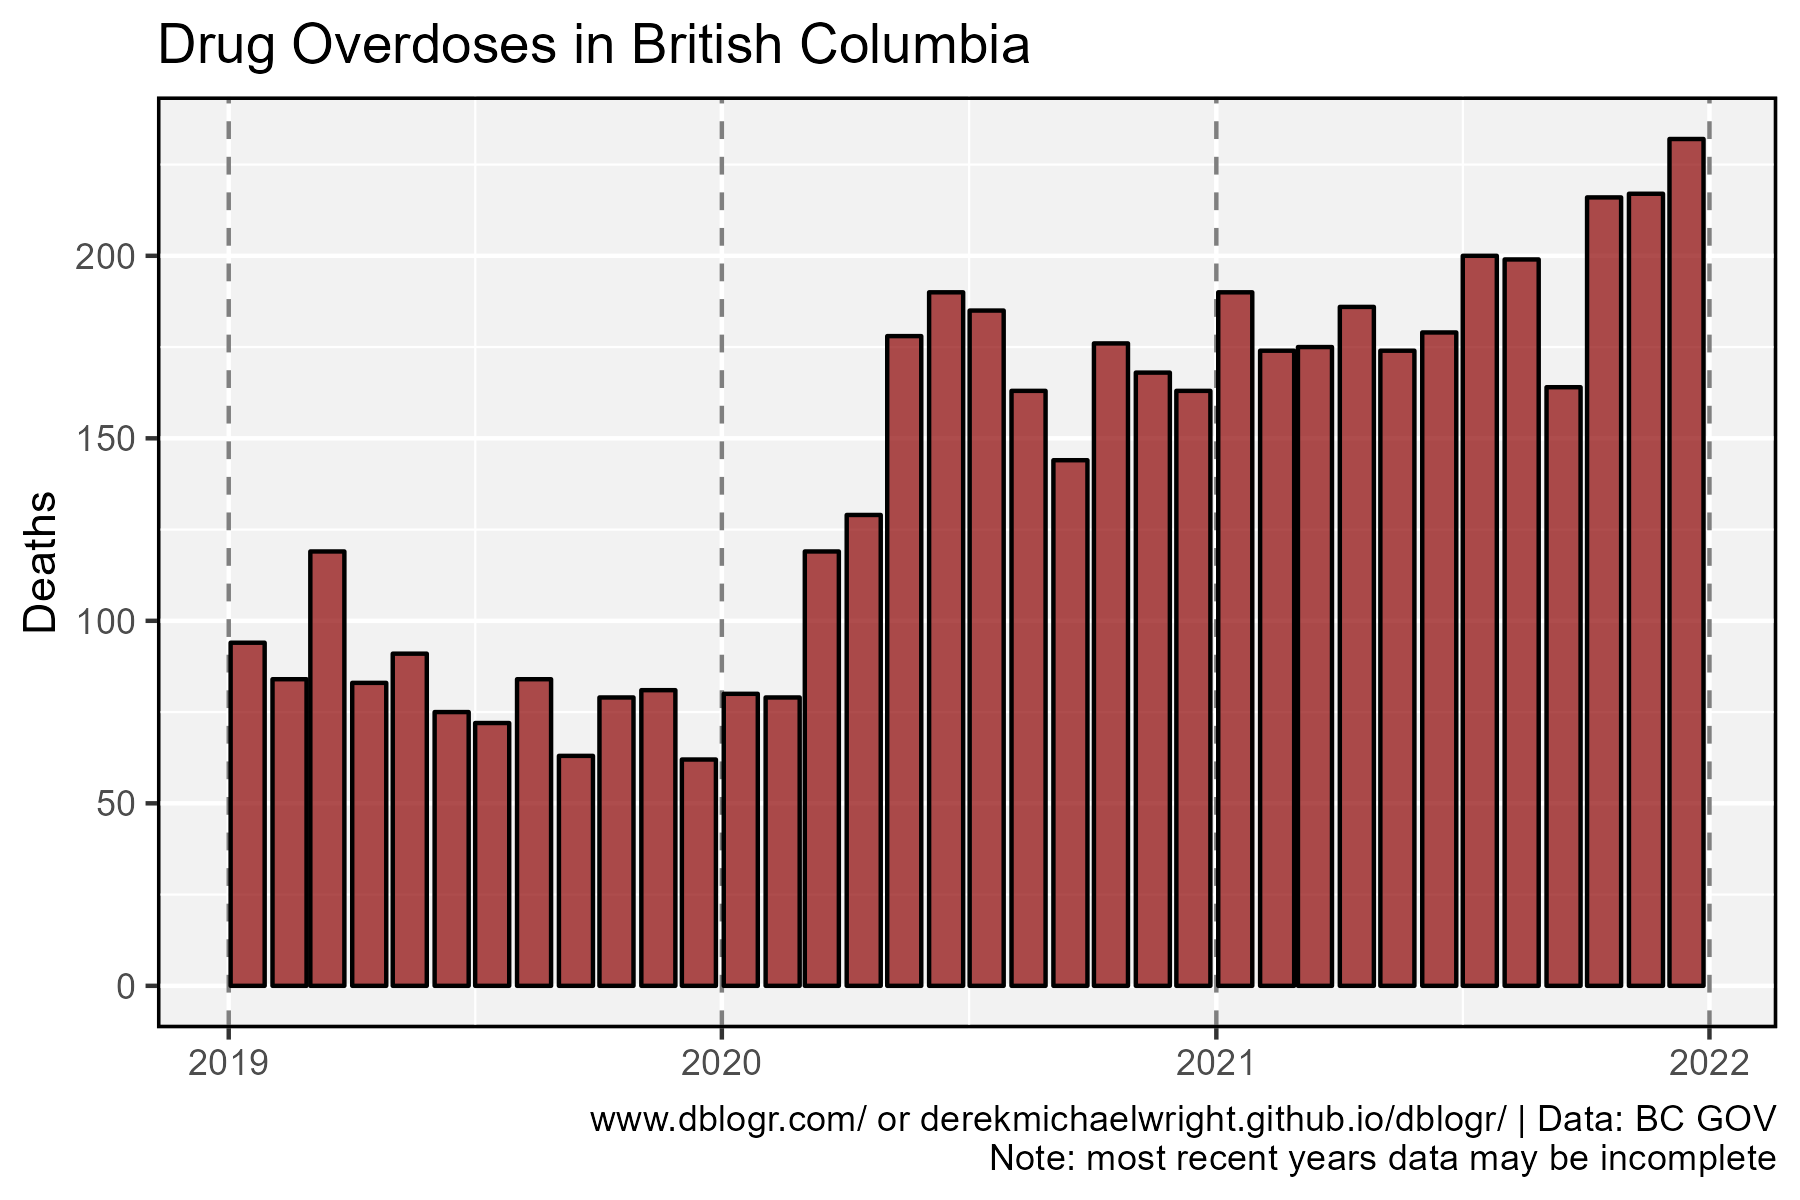 Drug Overdoses in British Columbia
Deaths
200
150
100
50
0
2019 2020 2021 2022
www.dblogr.com/ or derekmichaelwright.github.io/dblogr/ | Data: BC GOV
Note: most recent years data may be incomplete